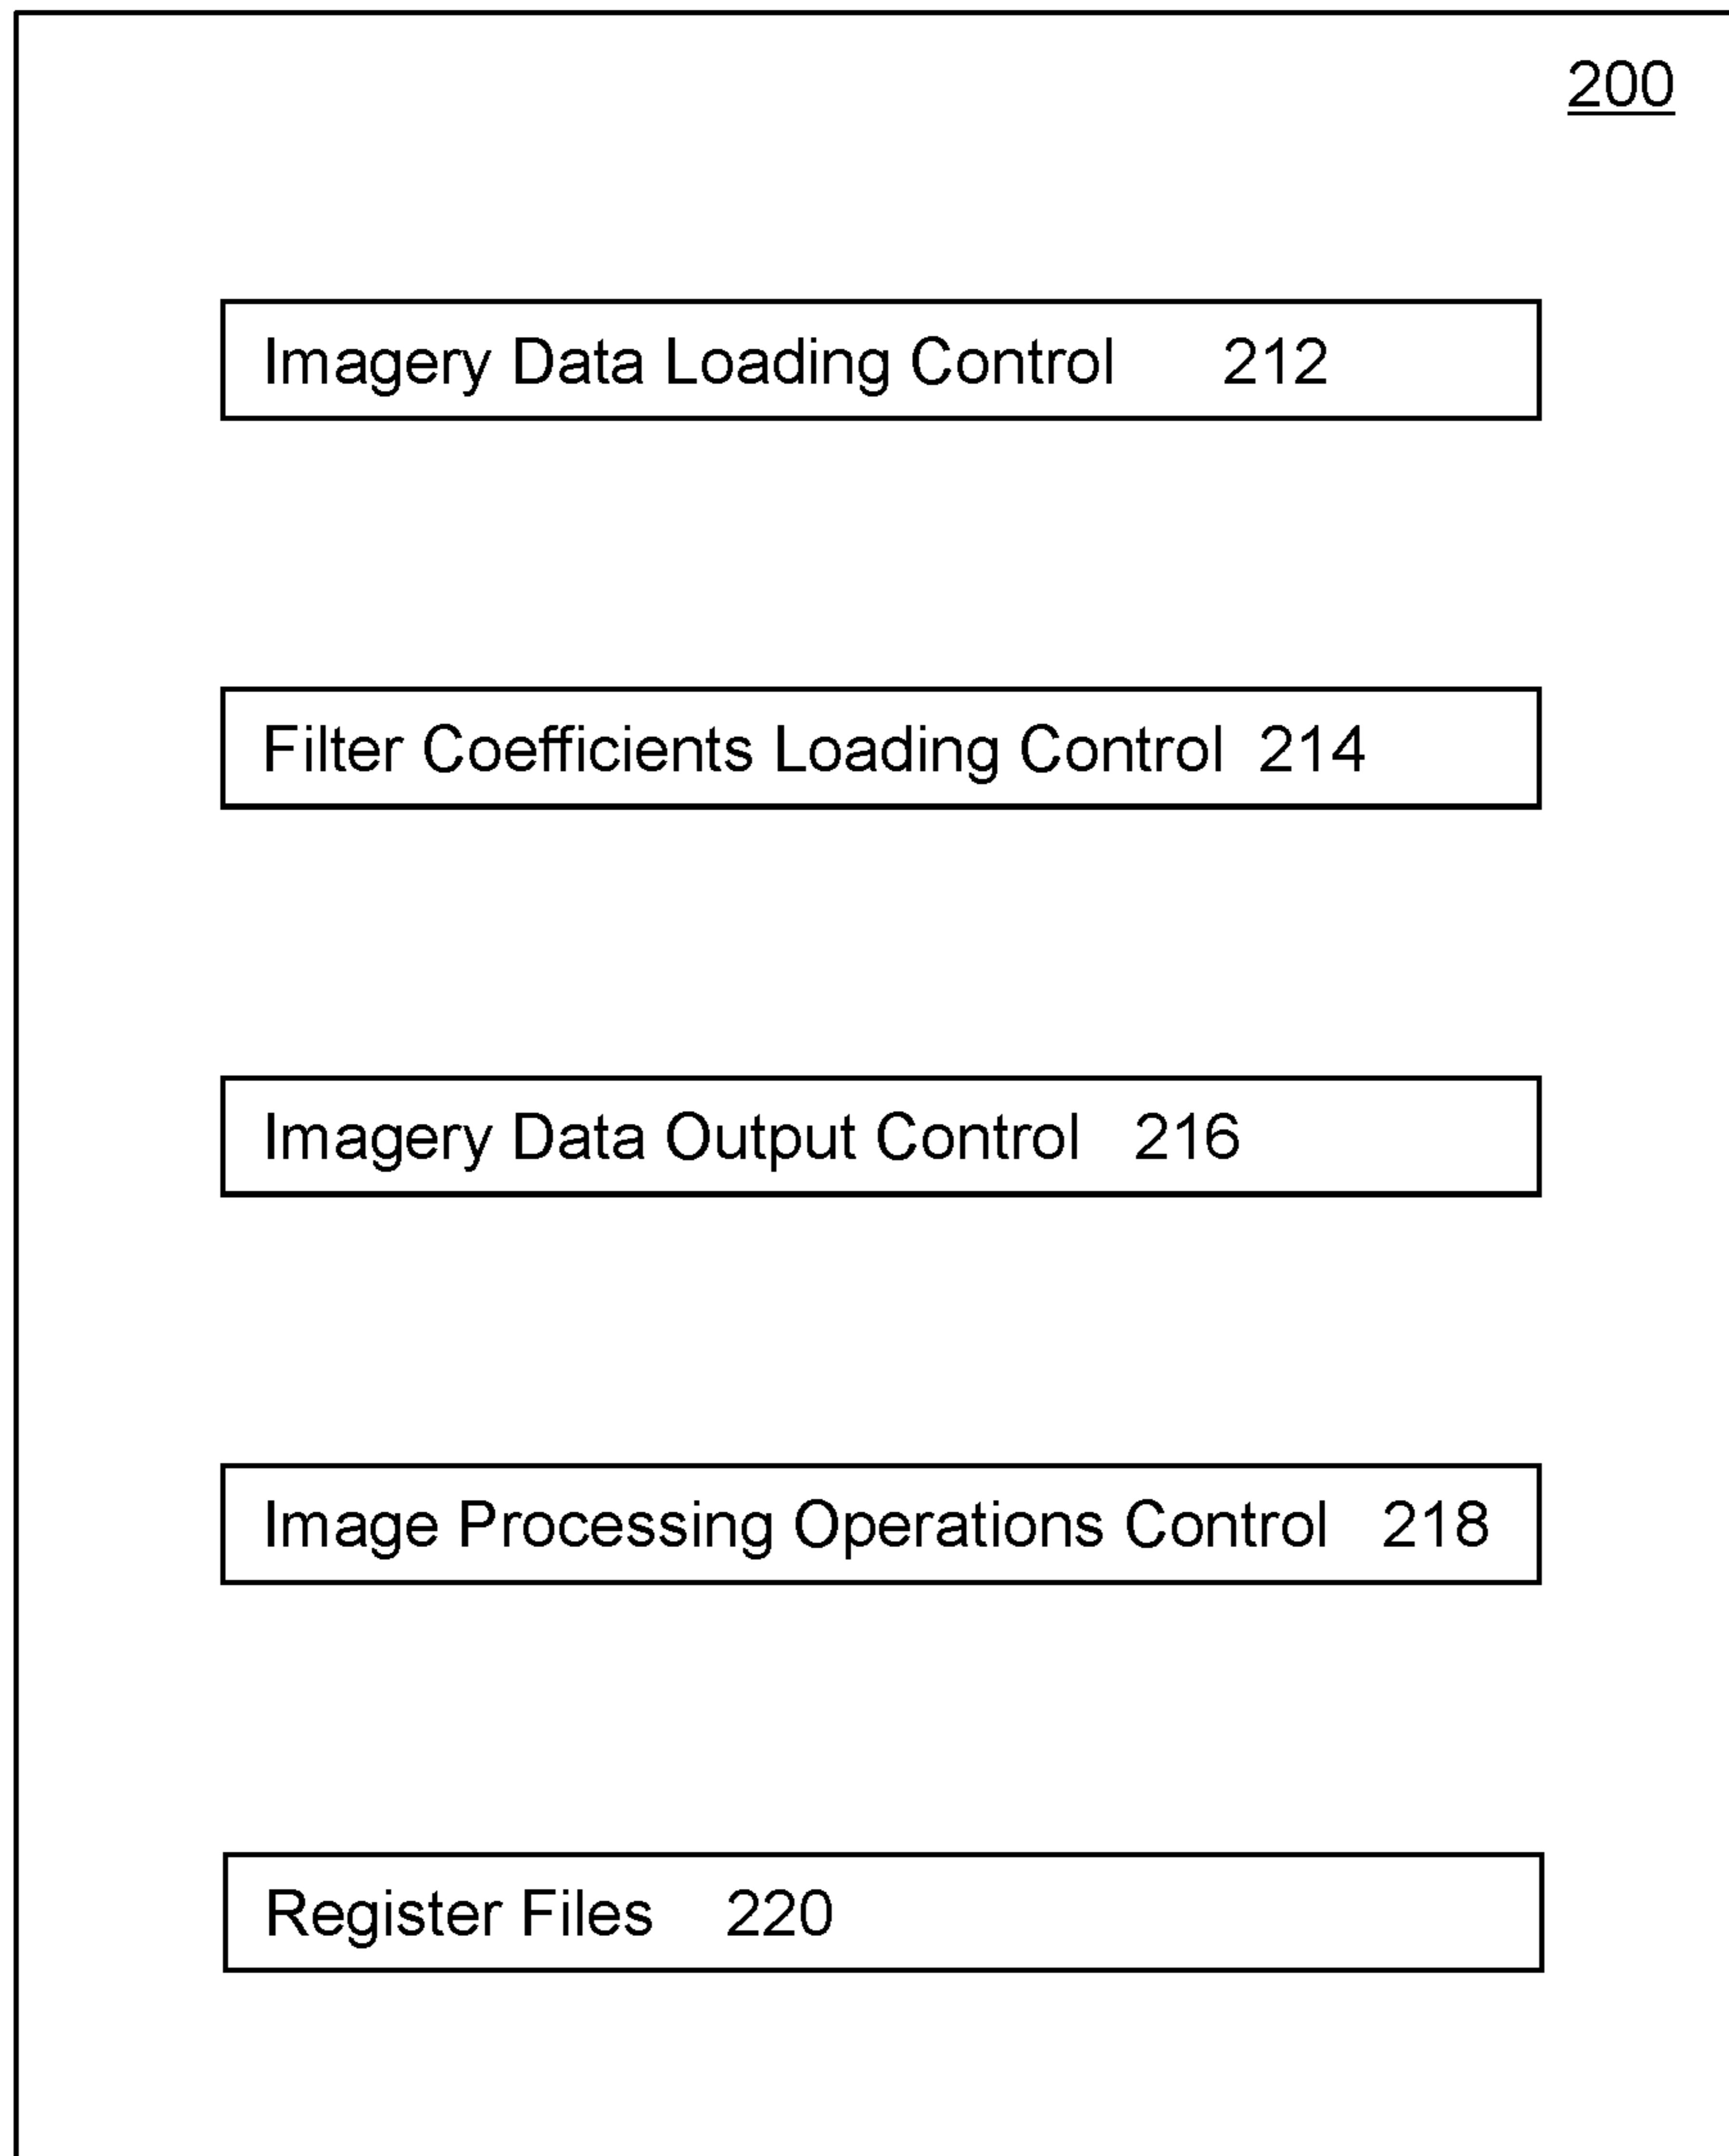 200
Imagery Data Loading Control 212
Filter Coefficients Loading Control 214
Imagery Data Output Control 216
Image Processing Operations Control 218
Register Files 220